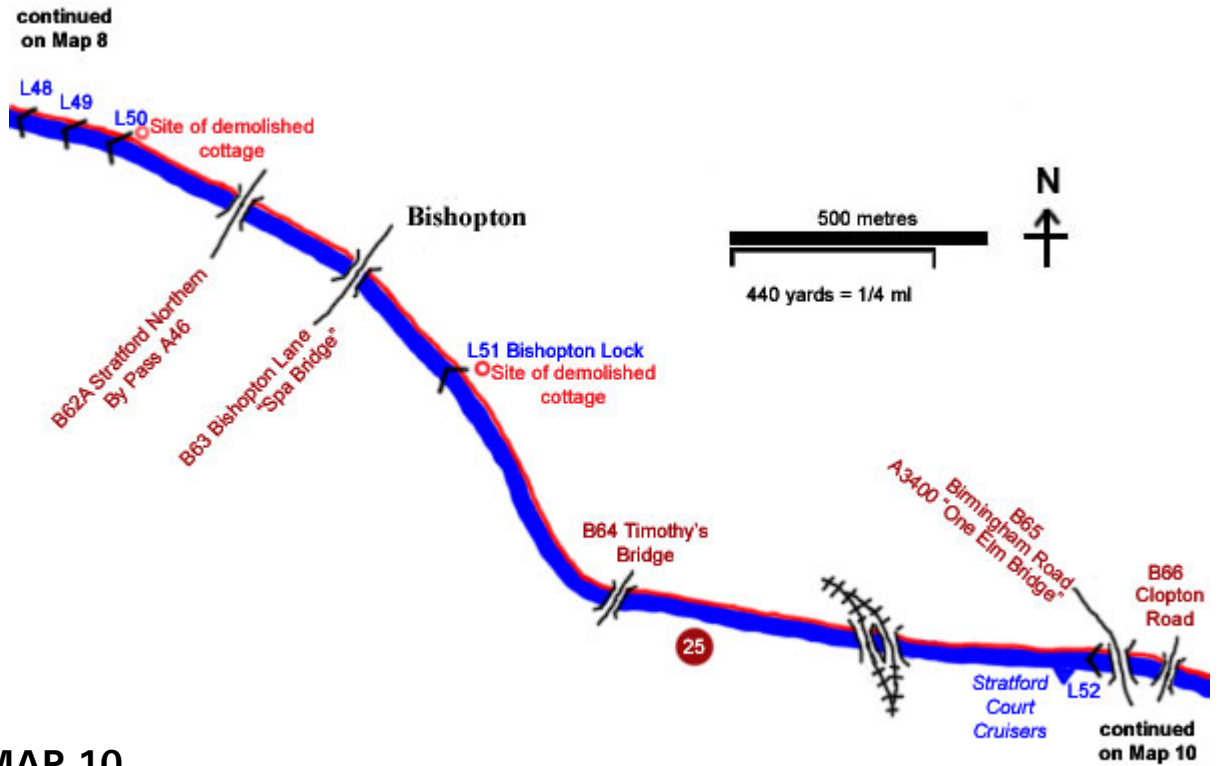 continued
on Map 8
L48
L49
L50
Site of demolished
cottage
Bishopton
N
500 metres
440 yards = 1/4 ml
B62A Stratford Northern
By Pass A46
B63 Bishopton Lane
"Spa Bridge"
L51 Bishopton Lock
Site of demolished
cottage
B64 Timothy's
Bridge
25
B65
Birmingham Road
A3400 "One Elm Bridge"
B66
Clopton
Road
Stratford
Court
Cruisers
L52
continued
on Map 10
MAP 10